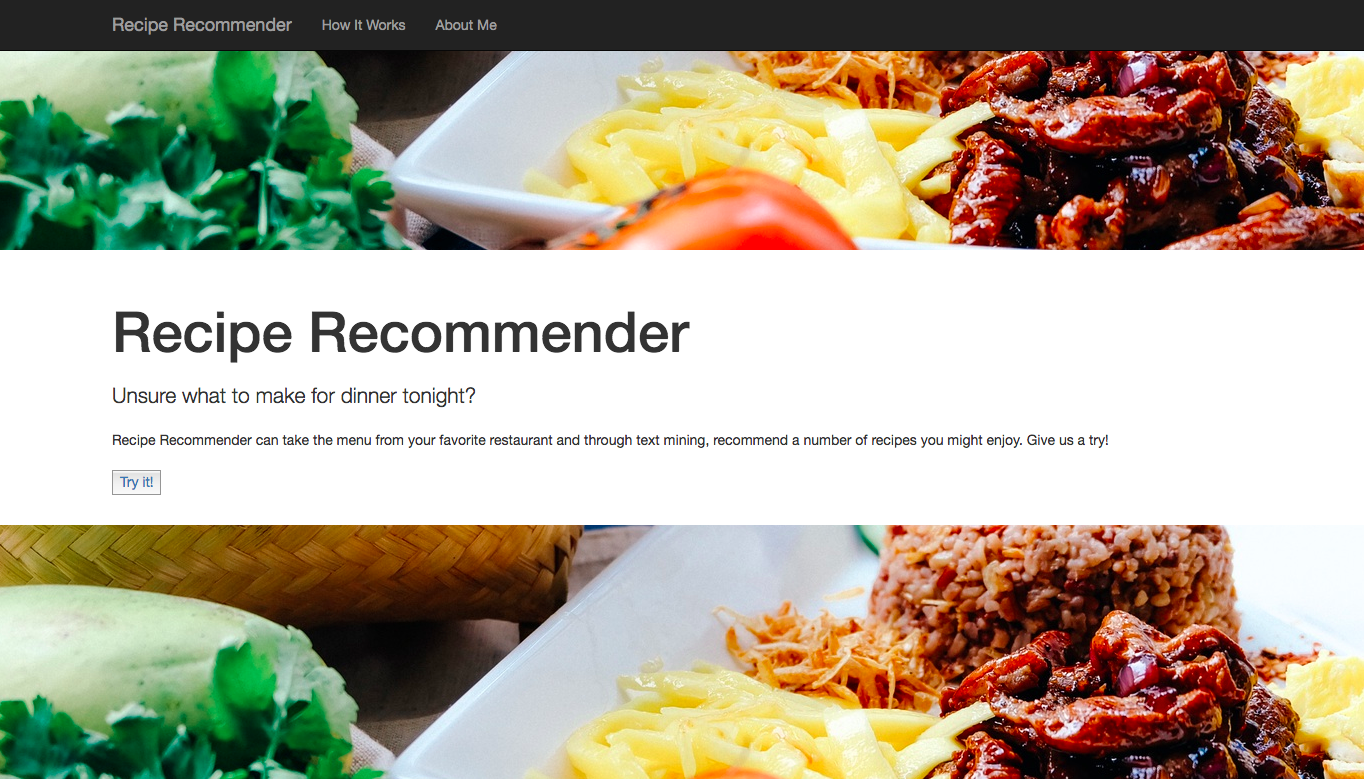 Recipe Recommender How It Works About Me
Recipe Recommender
Unsure what to make for dinner tonight?
Recipe Recommender can take the menu from your favorite restaurant and through text mining, recommend a number of recipes you might enjoy. Give us a try!
Try it!